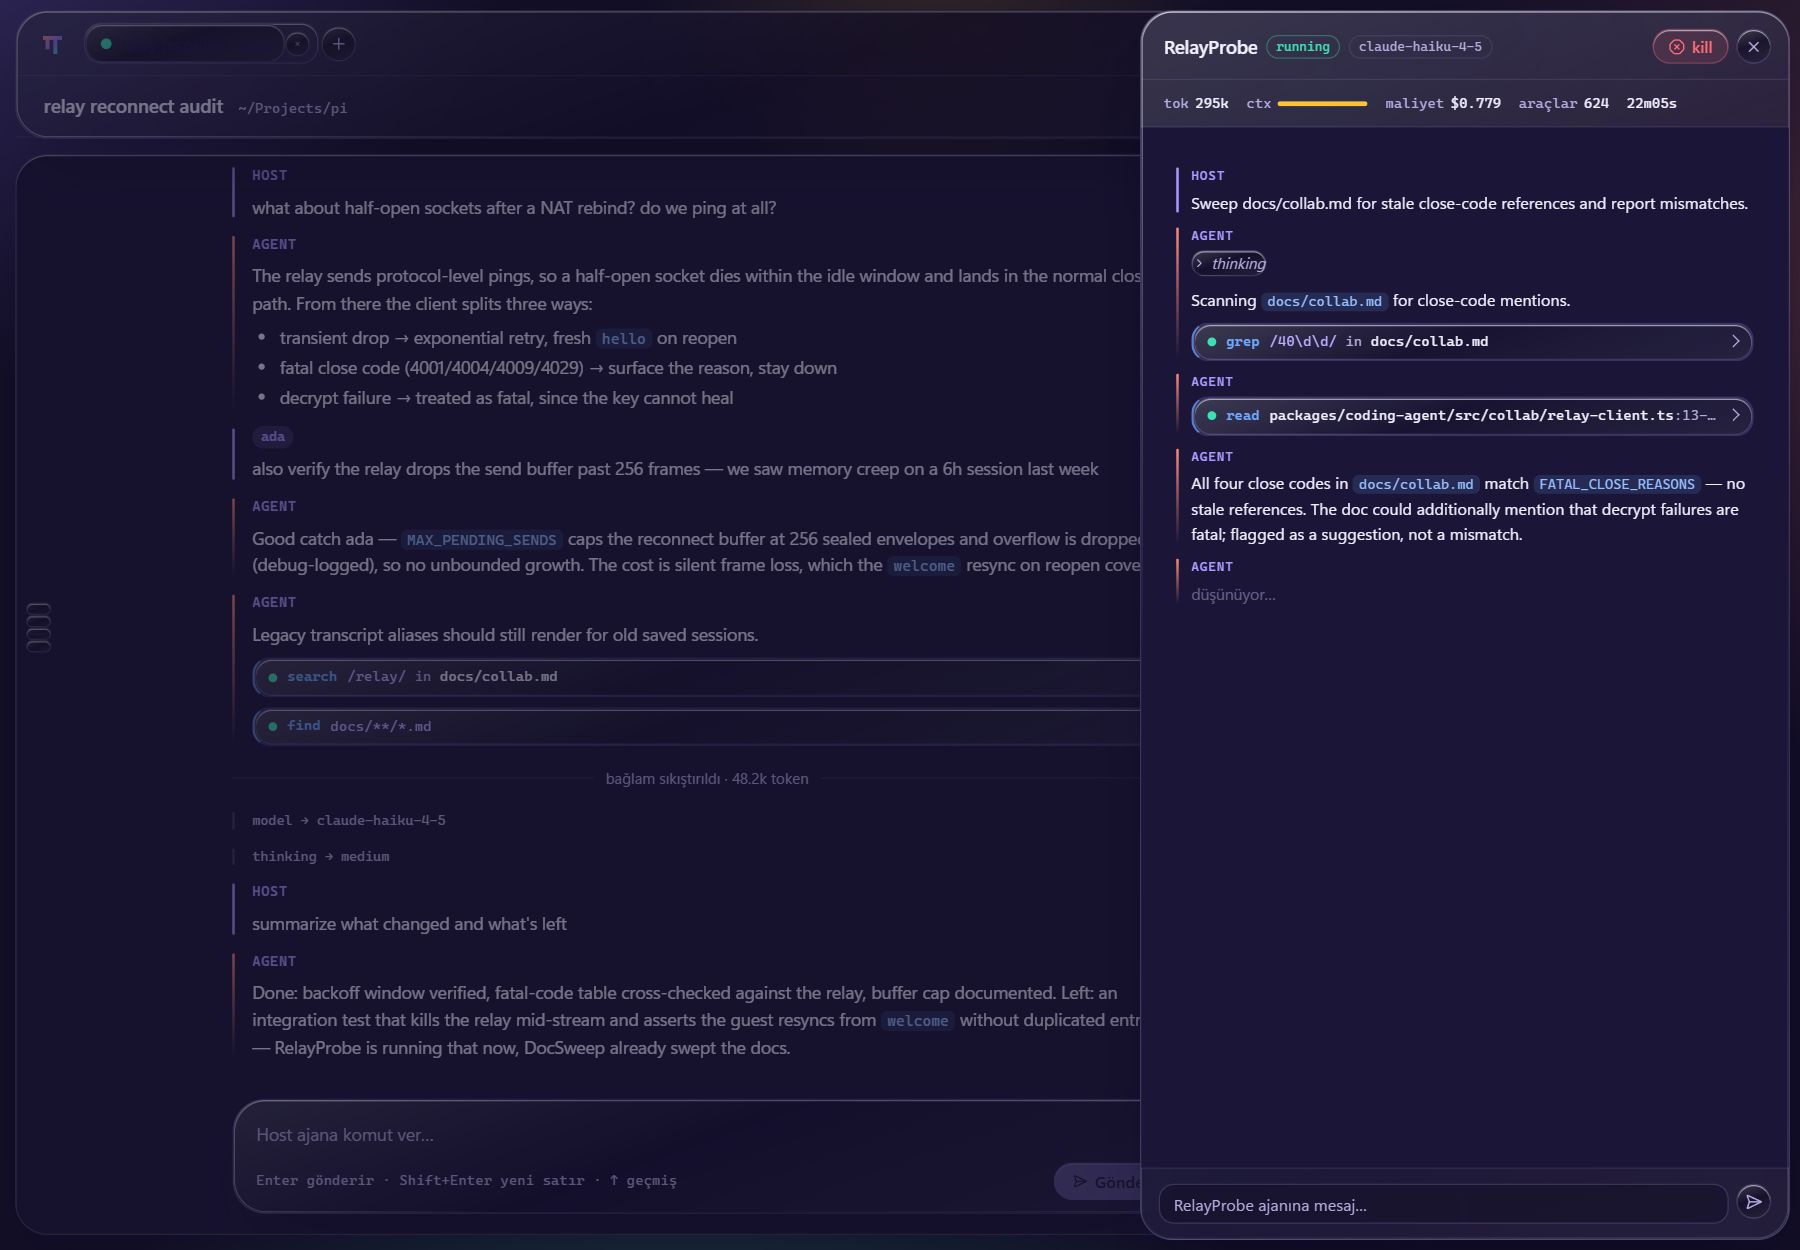 relay reconnect audit ~/Projects/pi
HOST
what about half-open sockets after a NAT rebind? do we ping at all?
AGENT
The relay sends protocol-level pings, so a half-open socket dies within the idle window and lands in the normal clos
path. From there the client splits three ways:
• transient drop → exponential retry, fresh hello on reopen
• fatal close code (4001/4004/4009/4029) → surface the reason, stay down
• decrypt failure → treated as fatal, since the key cannot heal
ada
also verify the relay drops the send buffer past 256 frames — we saw memory creep on a 6h session last week
AGENT
Good catch ada — MAX_PENDING_SENDS caps the reconnect buffer at 256 sealed envelopes and overflow is droppe
(debug-logged), so no unbounded growth. The cost is silent frame loss, which the welcome resync on reopen cove
AGENT
Legacy transcript aliases should still render for old saved sessions.
search /relay/ in docs/collab.md
find docs/**/*.md
bağlam sıkıştırıldı · 48.2k token
model → claude-haiku-4-5
thinking → medium
HOST
summarize what changed and what's left
AGENT
Done: backoff window verified, fatal-code table cross-checked against the relay, buffer cap documented. Left: an
integration test that kills the relay mid-stream and asserts the guest resyncs from welcome without duplicated entr
— RelayProbe is running that now, DocSweep already swept the docs.
Host ajana komut ver...
Enter gönderir · Shift+Enter yeni satır · ↑ geçmiş
Gönde
RelayProbe running claude-haiku-4-5 kill
tok 295k ctx maliyet $0.779 araçlar 624 22m05s
HOST
Sweep docs/collab.md for stale close-code references and report mismatches.
AGENT
thinking
Scanning docs/collab.md for close-code mentions.
grep /40\d\d/ in docs/collab.md
AGENT
read packages/coding-agent/src/collab/relay-client.ts:13-…
AGENT
All four close codes in docs/collab.md match FATAL_CLOSE_REASONS — no
stale references. The doc could additionally mention that decrypt failures are
fatal; flagged as a suggestion, not a mismatch.
AGENT
düşünüyor...
RelayProbe ajanına mesaj...